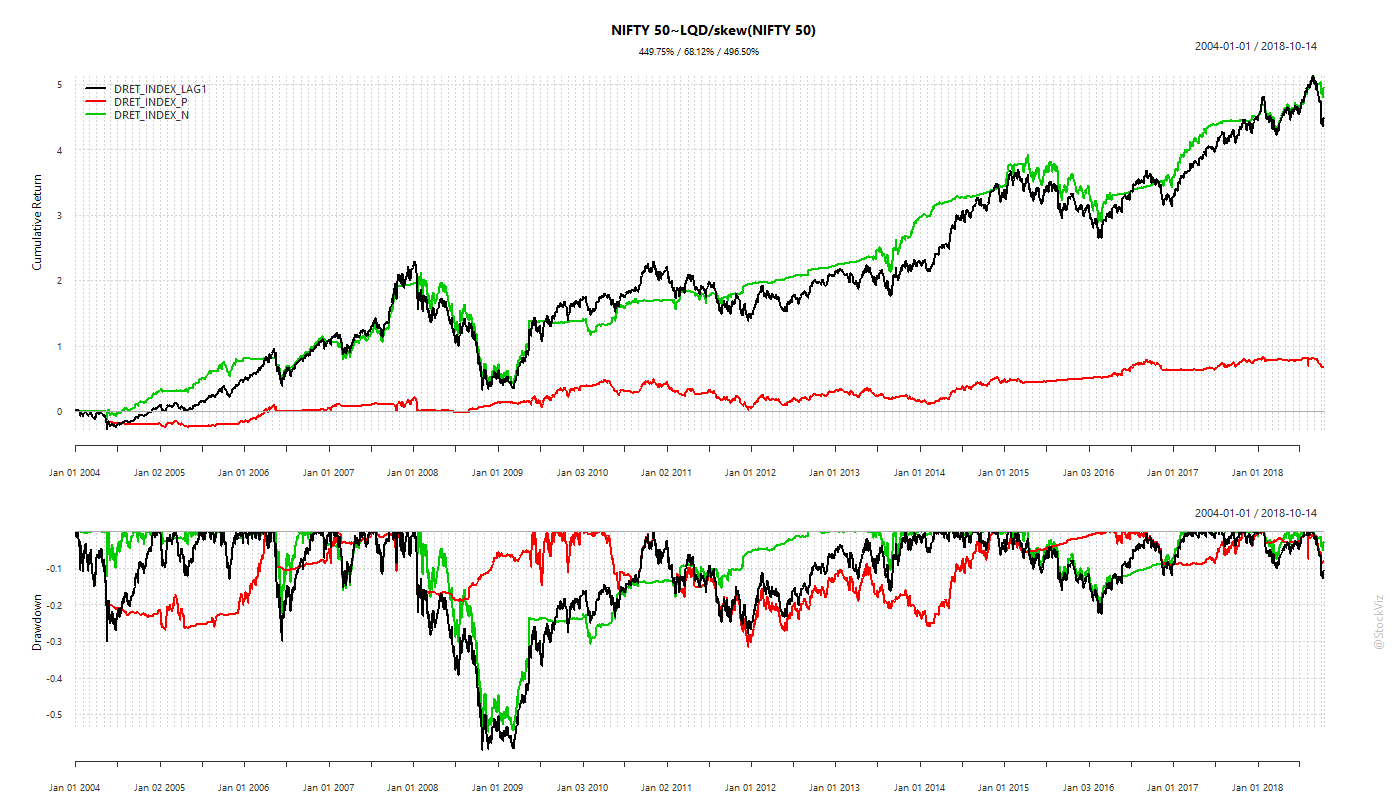 NIFTY 50~LQD/skew(NIFTY 50)
449.75% / 68.12% / 496.50%
2004-01-01 / 2018-10-14
DRET_INDEX_LAG1
DRET_INDEX_P
DRET_INDEX_N
Cumulative Return
5
4
3
2
1
0
Jan 01 2004 Jan 02 2005 Jan 01 2006 Jan 01 2007 Jan 01 2008 Jan 01 2009 Jan 03 2010 Jan 02 2011 Jan 01 2012 Jan 01 2013 Jan 01 2014 Jan 01 2015 Jan 03 2016 Jan 01 2017 Jan 01 2018
2004-01-01 / 2018-10-14
Drawdown
-0.1
-0.2
-0.3
-0.4
-0.5
Jan 01 2004 Jan 02 2005 Jan 01 2006 Jan 01 2007 Jan 01 2008 Jan 01 2009 Jan 03 2010 Jan 02 2011 Jan 01 2012 Jan 01 2013 Jan 01 2014 Jan 01 2015 Jan 03 2016 Jan 01 2017 Jan 01 2018
@StockViz